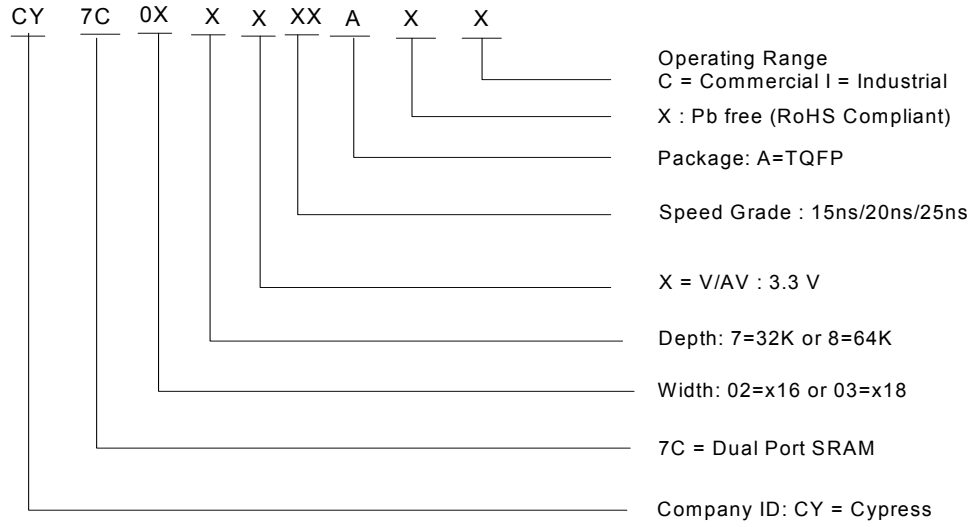 CY 7C 0X X X XX A X X
Operating Range
C = Commercial I = Industrial
X : Pb free (RoHS Compliant)
Package: A=TQFP
Speed Grade : 15ns/20ns/25ns
X = V/AV : 3.3 V
Depth: 7=32K or 8=64K
Width: 02=x16 or 03=x18
7C = Dual Port SRAM
Company ID: CY = Cypress